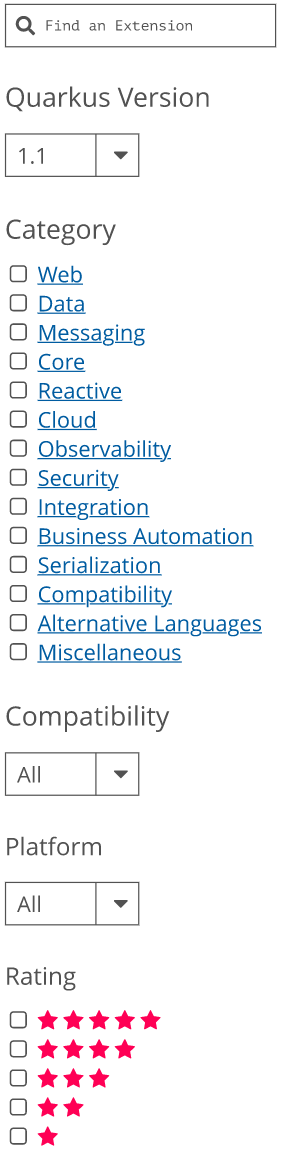 Find an Extension
Quarkus Version
1.1
Category
Web
Data
Messaging
Core
Reactive
Cloud
Observability
Security
Integration
Business Automation
Serialization
Compatibility
Alternative Languages
Miscellaneous
Compatibility
All
Platform
All
Rating